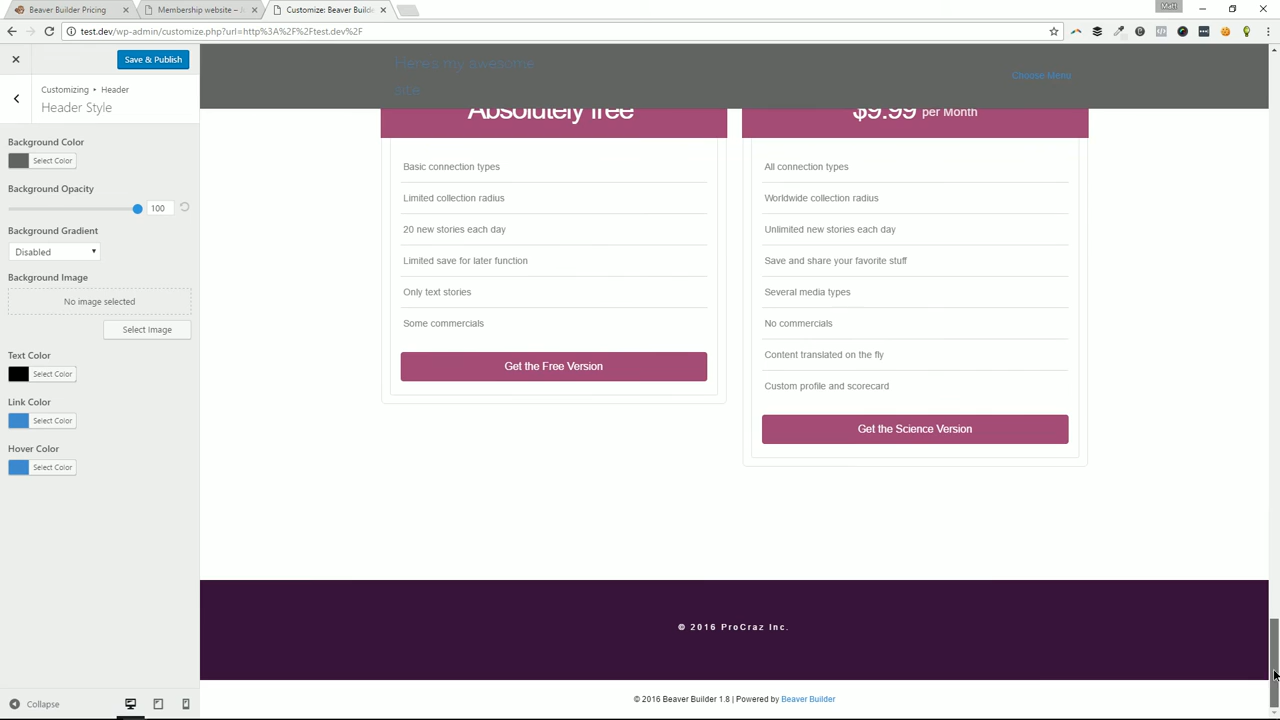 Beaver Builder Pricing
Membership website –
Customize: Beaver Builde
Matt
test.dev/wp-admin/customize.php?url=http%3A%2F%2Ftest.dev%2F
Save & Publish
Customizing • Header
Header Style
Background Color
Select Color
Background Opacity
100
Background Gradient
Disabled
Background Image
No image selected
Select Image
Text Color
Select Color
Link Color
Select Color
Hover Color
Select Color
Collapse
Here's my awesome
site
Choose Menu
Absolutely free
Basic connection types
Limited collection radius
20 new stories each day
Limited save for later function
Only text stories
Some commercials
Get the Free Version
$9.99 per Month
All connection types
Worldwide collection radius
Unlimited new stories each day
Save and share your favorite stuff
Several media types
No commercials
Content translated on the fly
Custom profile and scorecard
Get the Science Version
© 2016 ProCraz Inc.
© 2016 Beaver Builder 1.8 | Powered by Beaver Builder